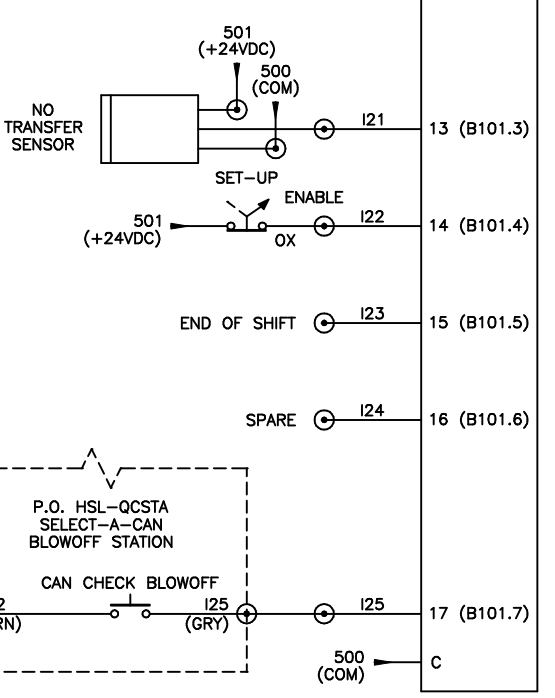 501
(+24VDC)
500
(COM)
NO
TRANSFER
SENSOR
I21
13 (B101.3)
SET-UP
ENABLE
501
(+24VDC)
OX
I22
14 (B101.4)
END OF SHIFT
I23
15 (B101.5)
SPARE
I24
16 (B101.6)
P.O. HSL-QCSTA
SELECT-A-CAN
BLOWOFF STATION
CAN CHECK BLOWOFF
2
RN)
I25
(GRY)
I25
17 (B101.7)
500
(COM)
C